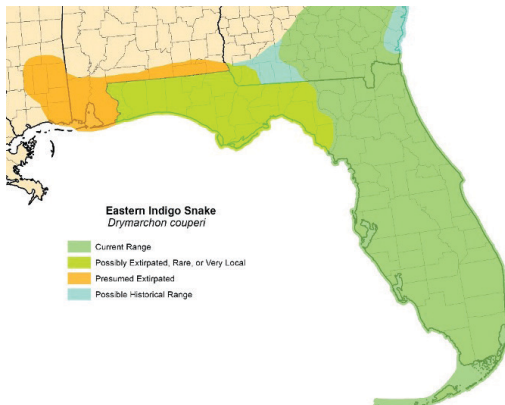 Eastern Indigo Snake
Drymarchon couperi
Current Range
Possibly Extirpated, Rare, or Very Local
Presumed Extirpated
Possible Historical Range